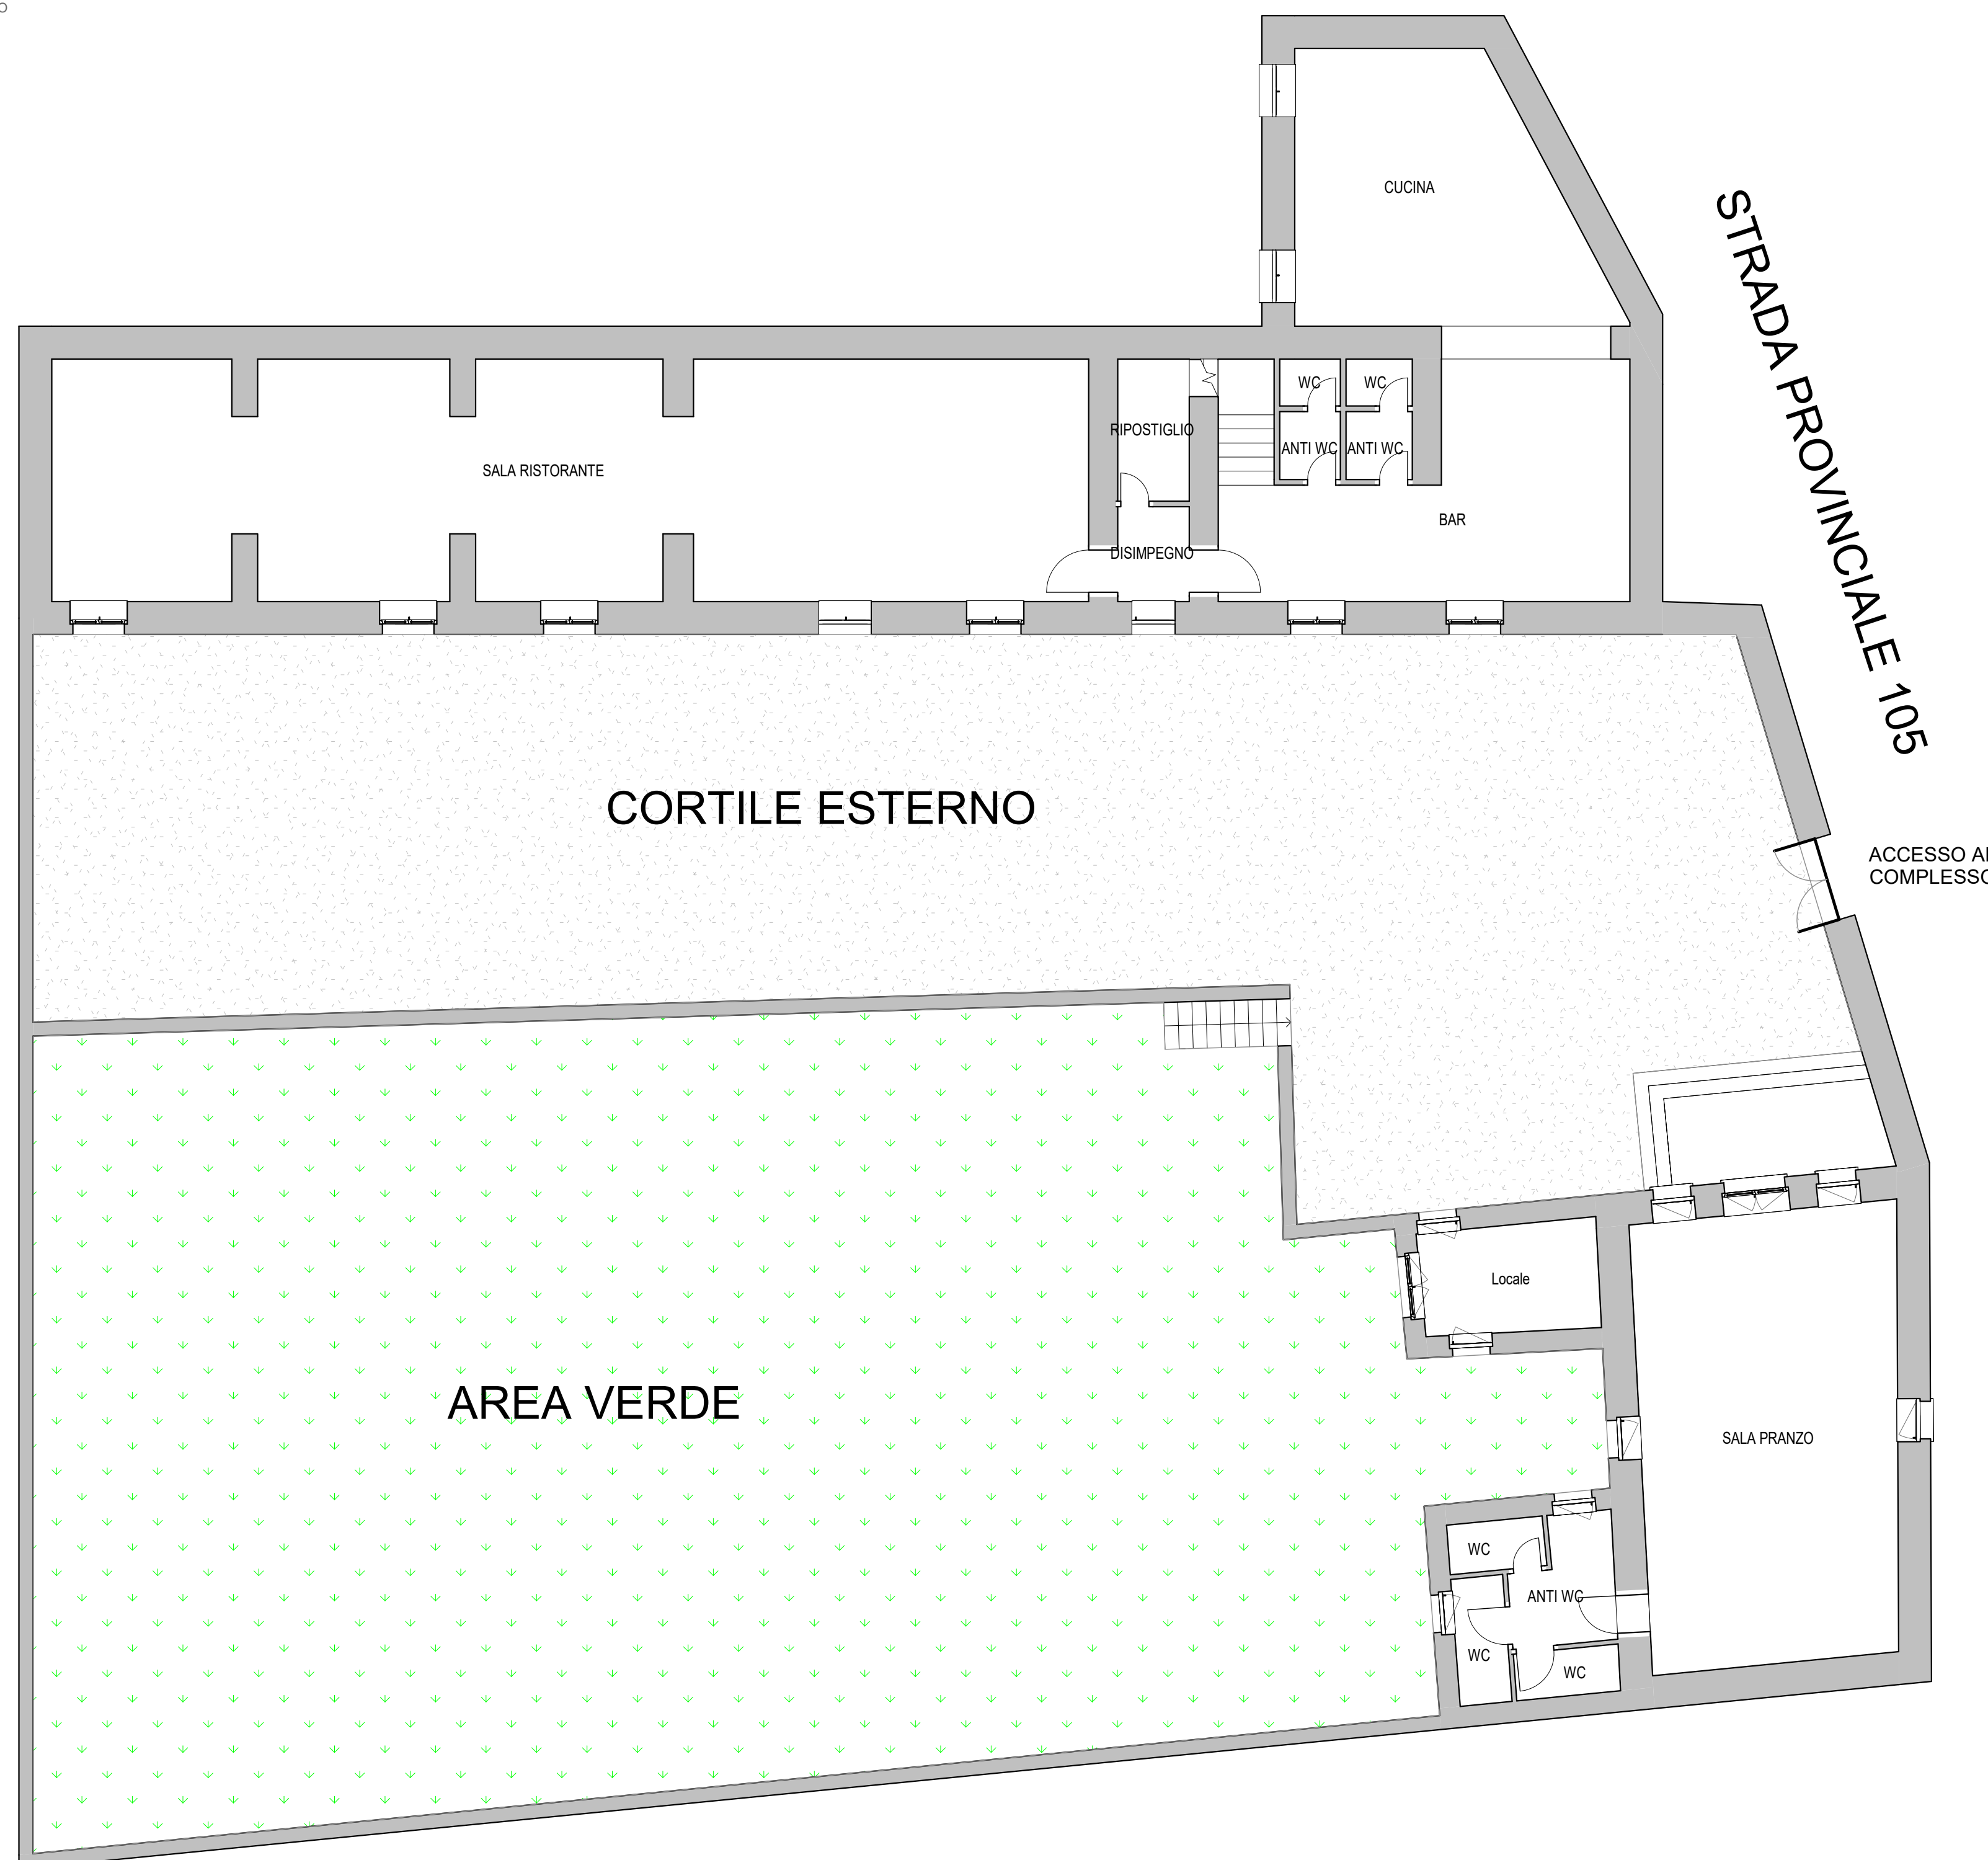 CUCINA
STRADA PROVINCIALE 105
WC
WC
RIPOSTIGLIO
ANTI WC
ANTI WC
SALA RISTORANTE
BAR
DISIMPEGNO
CORTILE ESTERNO
ACCESSO
COMPLESSO
Locale
AREA VERDE
SALA PRANZO
WC
ANTI WC
WC
WC